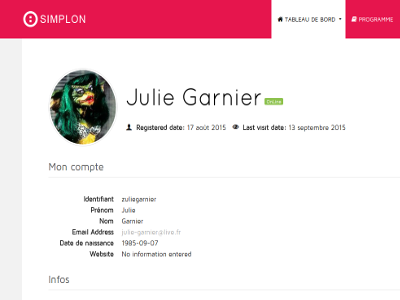 SIMPLON
TABLEAU DE BORD
PROGRAMME
Julie Garnier Online
Registered date: 17 août 2015 Last visit date: 13 septembre 2015
Mon compte
Identifiant zuliegarnier
Prénom Julie
Nom Garnier
Email Address julie-garnier@live.fr
Date de naissance 1985-09-07
Website No information entered
Infos